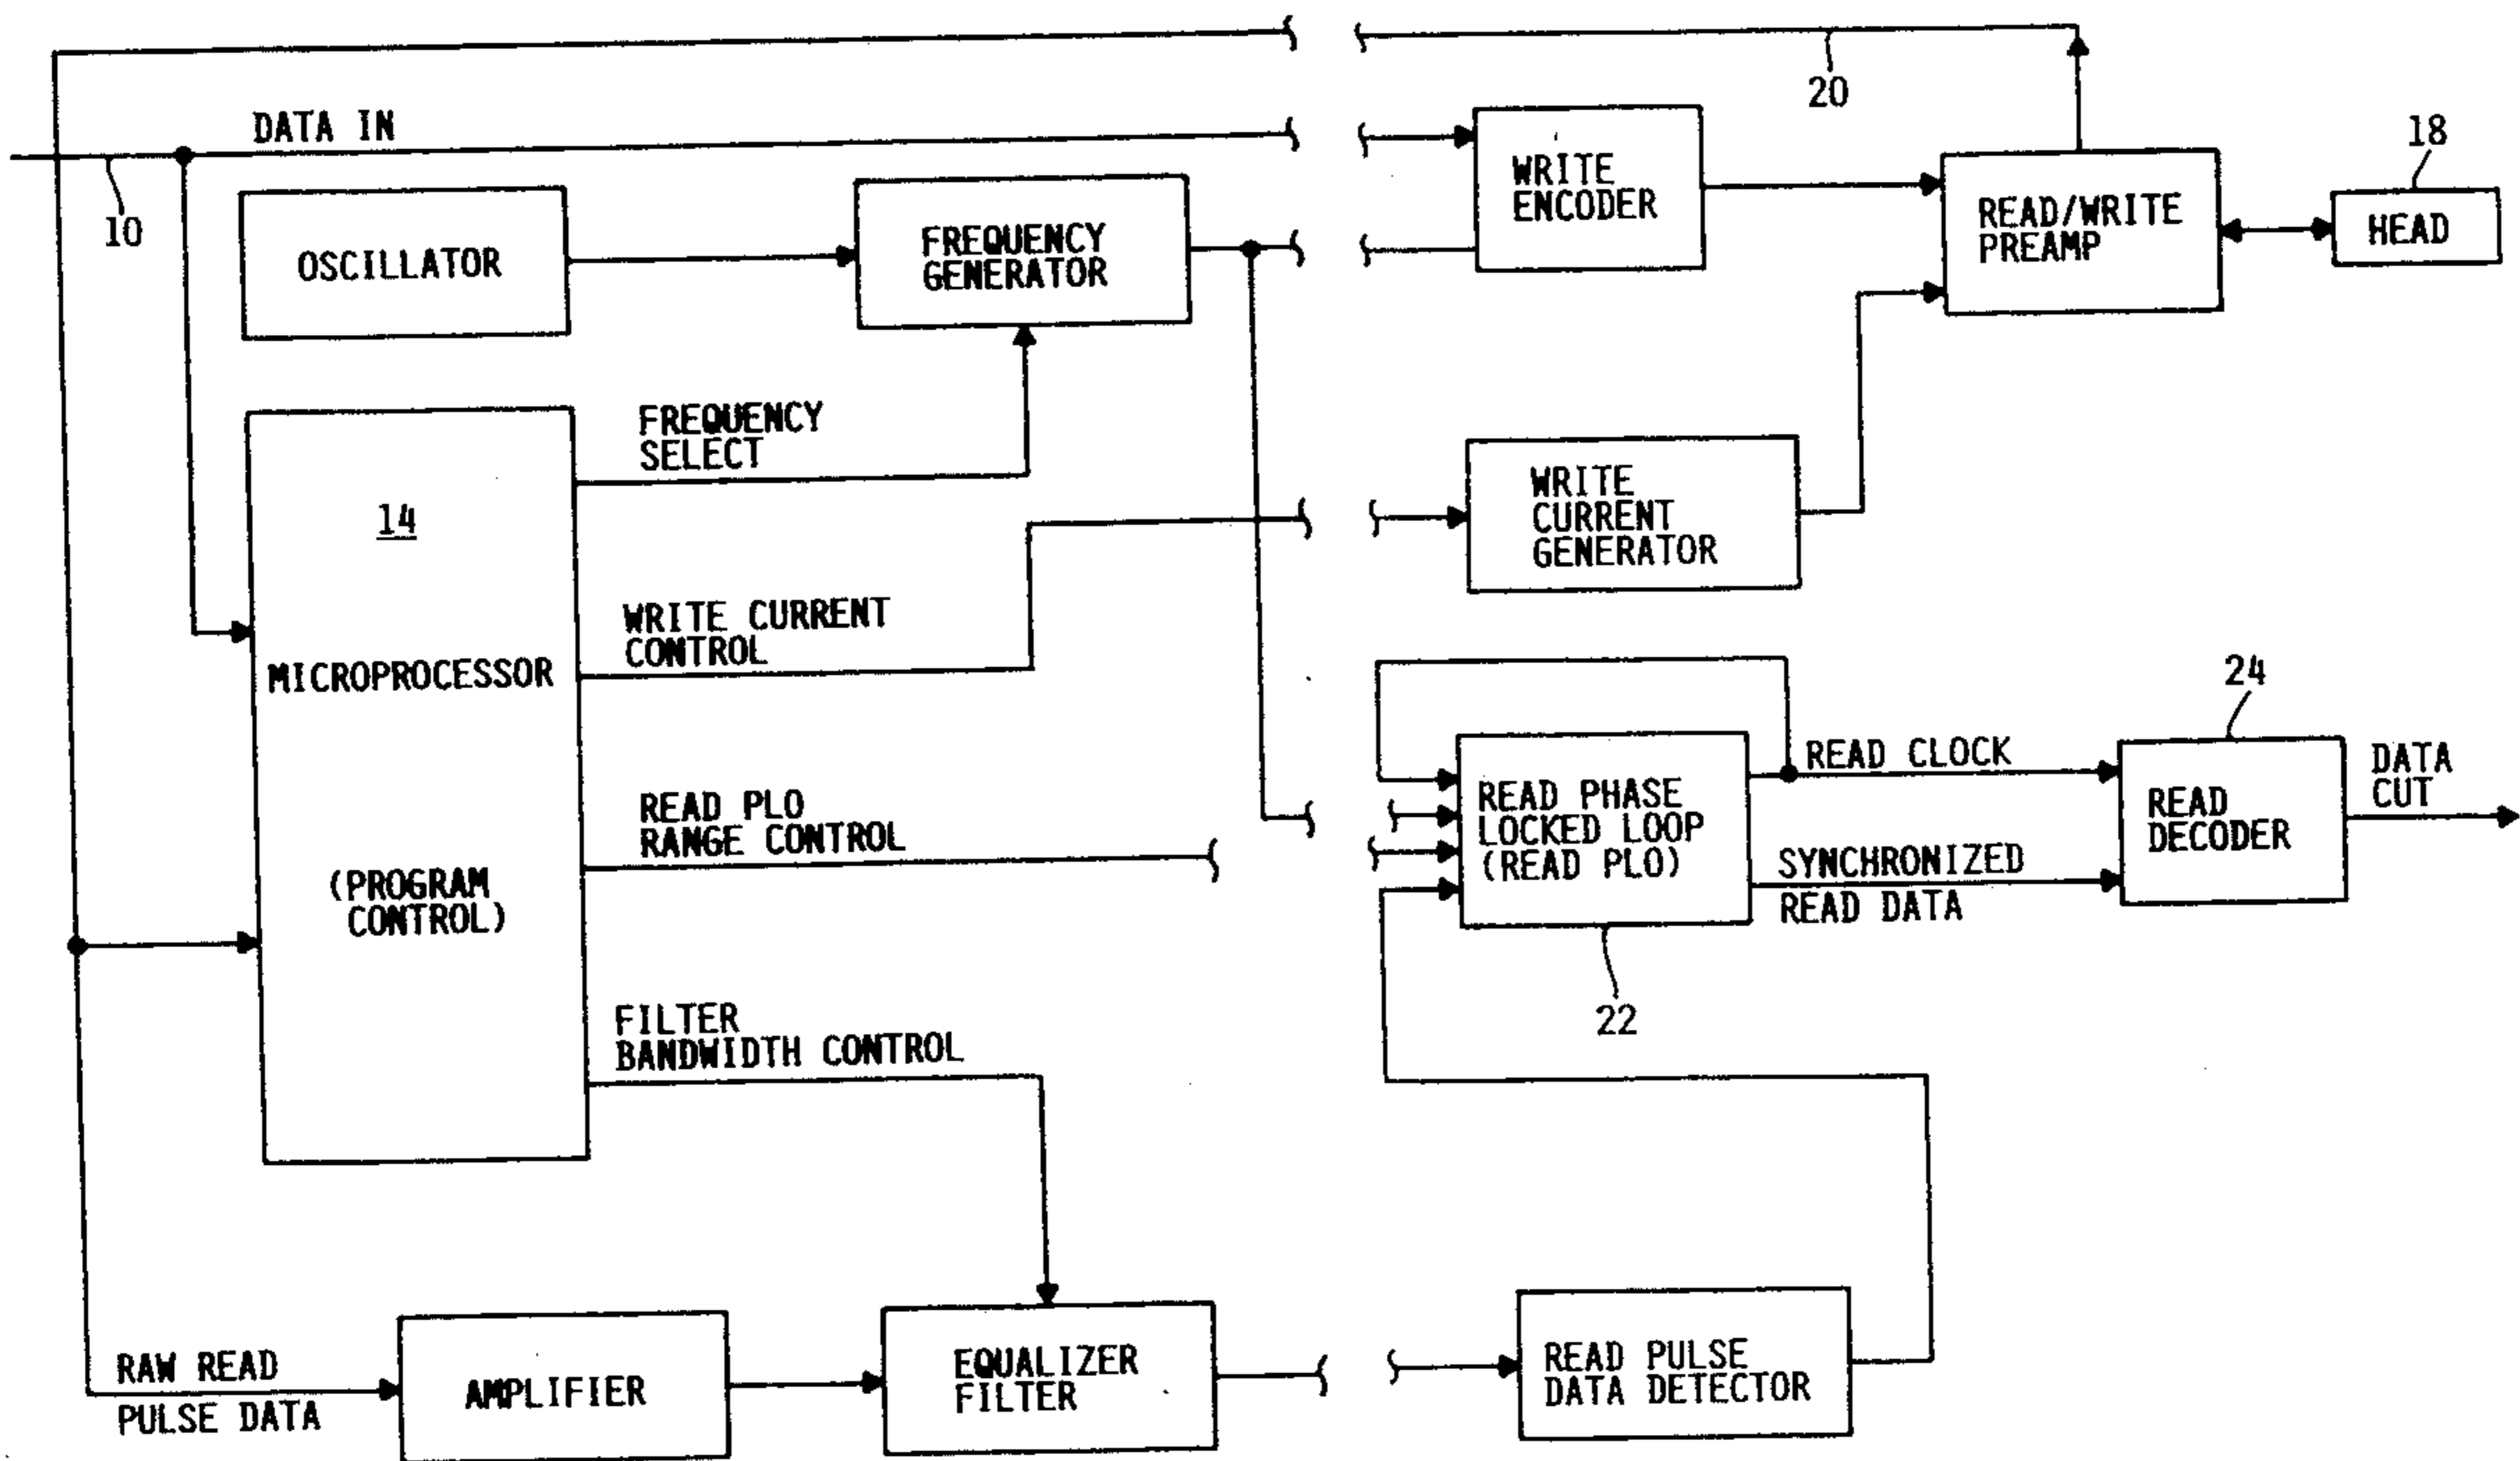 20
DATA IN
10
OSCILLATOR
FREQUENCY
GENERATOR
WRITE
ENCODER
READ/WRITE
PREAMP
18
HEAD
14
MICROPROCESSOR
(PROGRAM
CONTROL)
FREQUENCY
SELECT
WRITE CURRENT
CONTROL
READ PLO
RANGE CONTROL
FILTER
BANDWIDTH CONTROL
WRITE
CURRENT
GENERATOR
READ PHASE
LOCKED LOOP
(READ PLO)
22
READ CLOCK
SYNCHRONIZED
READ DATA
24
READ
DECODER
DATA
CUT
RAW READ
PULSE DATA
AMPLIFIER
EQUALIZER
FILTER
READ PULSE
DATA DETECTOR